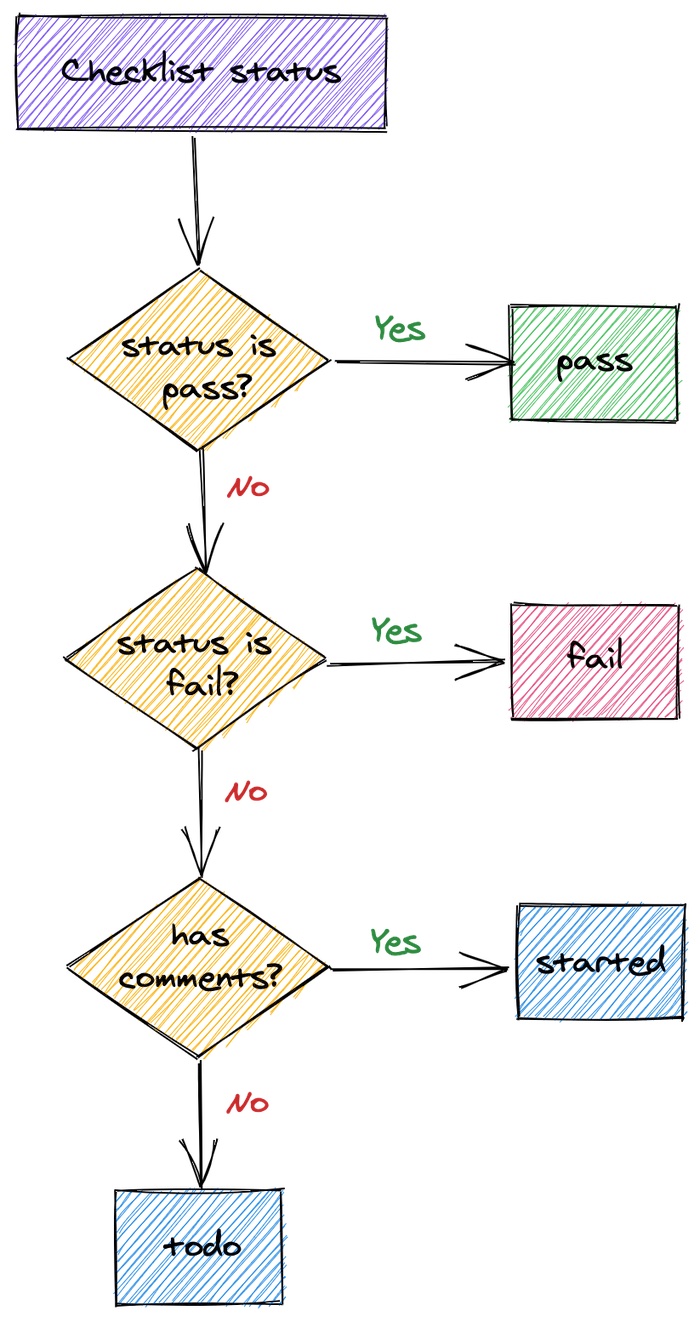 Checklist status
status is
pass?
Yes
pass
No
status is
fail?
Yes
fail
No
has
comments?
Yes
started
No
todo